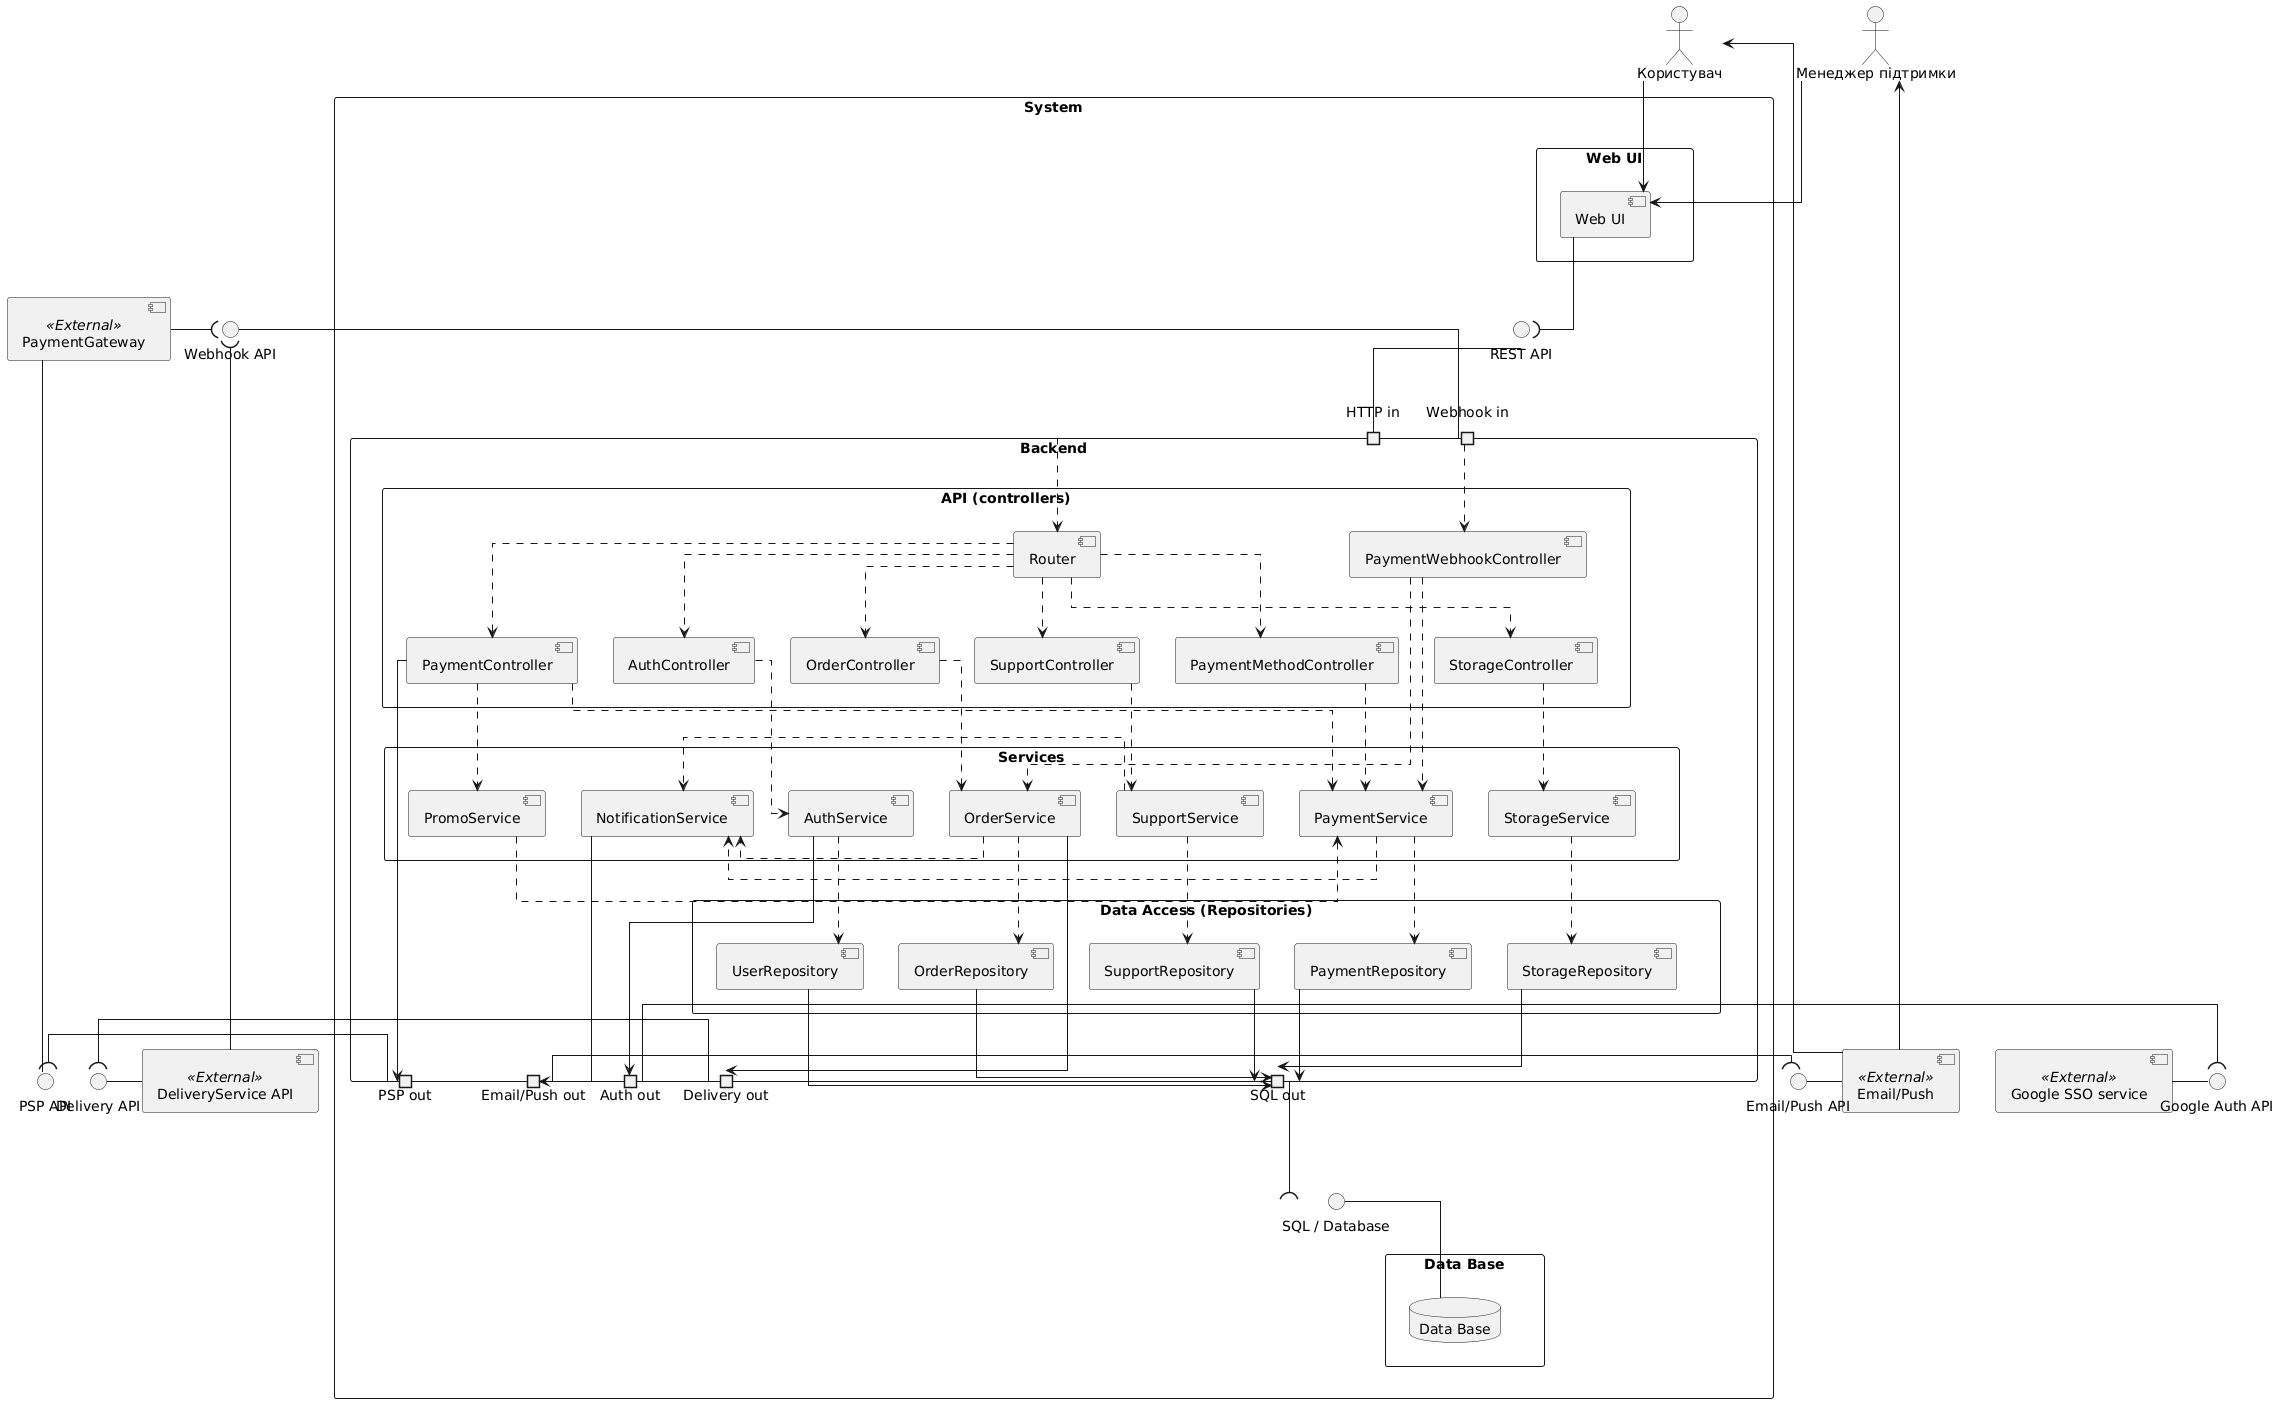 Користувач
Менеджер підтримки
System
Web UI
Web UI
«External»
PaymentGateway
Webhook API
REST API
HTTP in
Webhook in
Backend
API (controllers)
Router
PaymentWebhookController
PaymentController
AuthController
OrderController
SupportController
PaymentMethodController
StorageController
Services
PromoService
NotificationService
AuthService
OrderService
SupportService
PaymentService
StorageService
Data Access (Repositories)
UserRepository
OrderRepository
SupportRepository
PaymentRepository
StorageRepository
PSP API
Delivery API
«External»
DeliveryService API
PSP out
Email/Push out
Auth out
Delivery out
SQL out
Email/Push API
«External»
Email/Push
«External»
Google SSO service
Google Auth API
SQL / Database
Data Base
Data Base